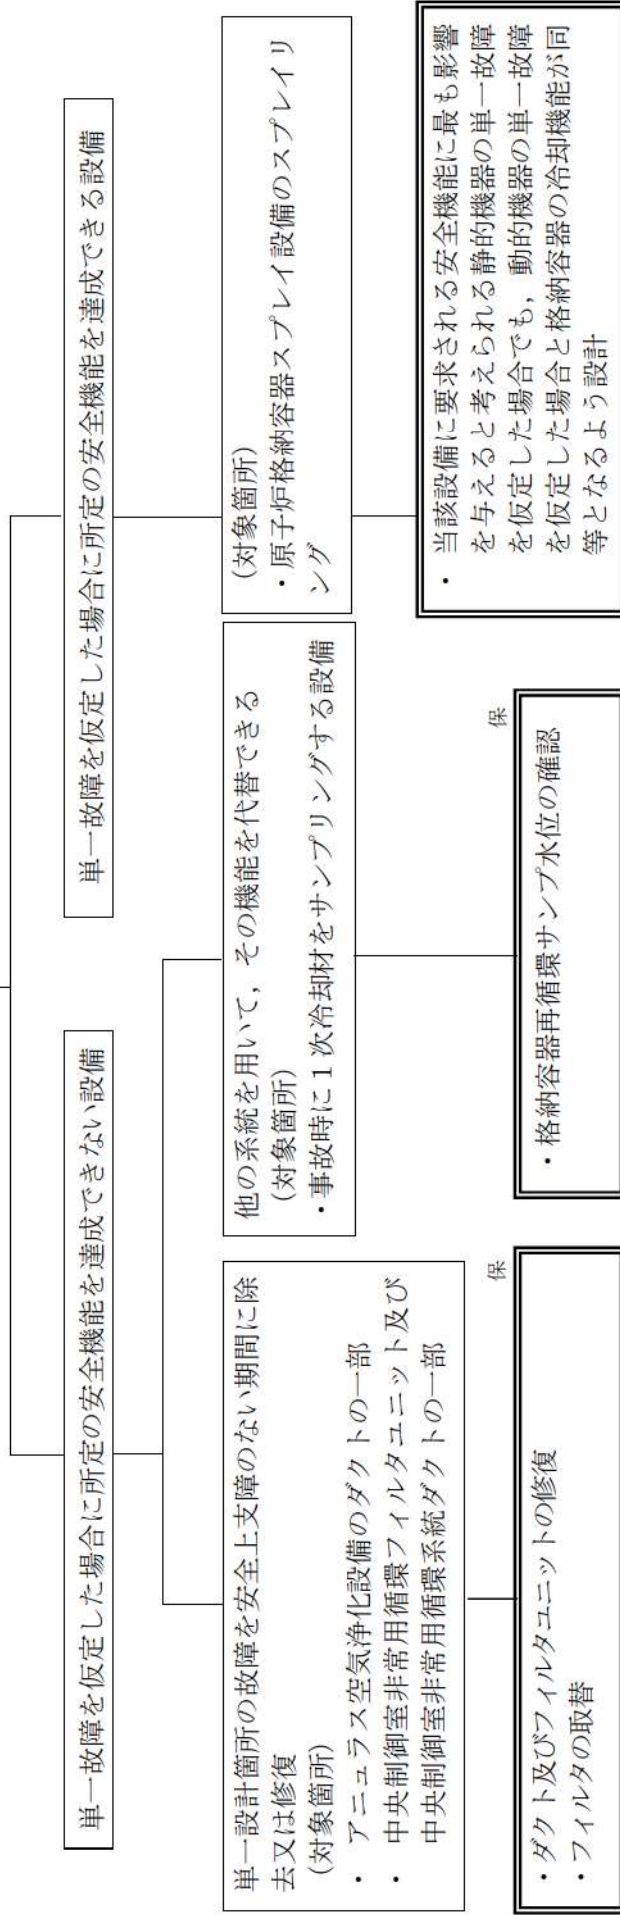 単一故障を仮定した場合に所定の安全機能を達成できない設備
単一故障を仮定した場合に所定の安全機能を達成できる設備
単一設計箇所の故障を安全上支障のない期間に除
去又は修復
(対象箇所)
・ アニュラス空気浄化設備のダクトの一部
・ 中央制御室非常用循環フィルタユニット及び
中央制御室非常用循環系統ダクトの一部
他の系統を用いて，その機能を代替できる
(対象箇所)
・事故時に１次冷却材をサンプリングする設備
(対象箇所)
・原子炉格納容器スプレイ設備のスプレイリ
ング
保
・ダクト及びフィルタユニットの修復
・フィルタの取替
保
・格納容器再循環サンプ水位の確認
・ 当該設備に要求される安全機能に最も影響
を与えると考えられる静的機器の単一故障
を仮定した場合でも，動的機器の単一故障
を仮定した場合と格納容器の冷却機能が同
等となるよう設計